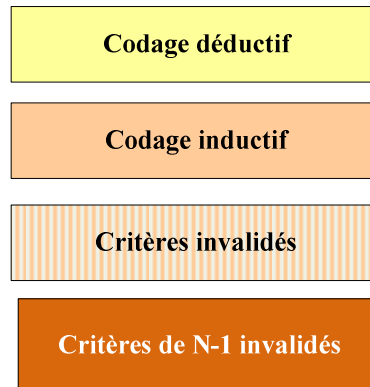 Codage déductif
Codage inductif
Critères invalidés
Critères de N-1 invalidés